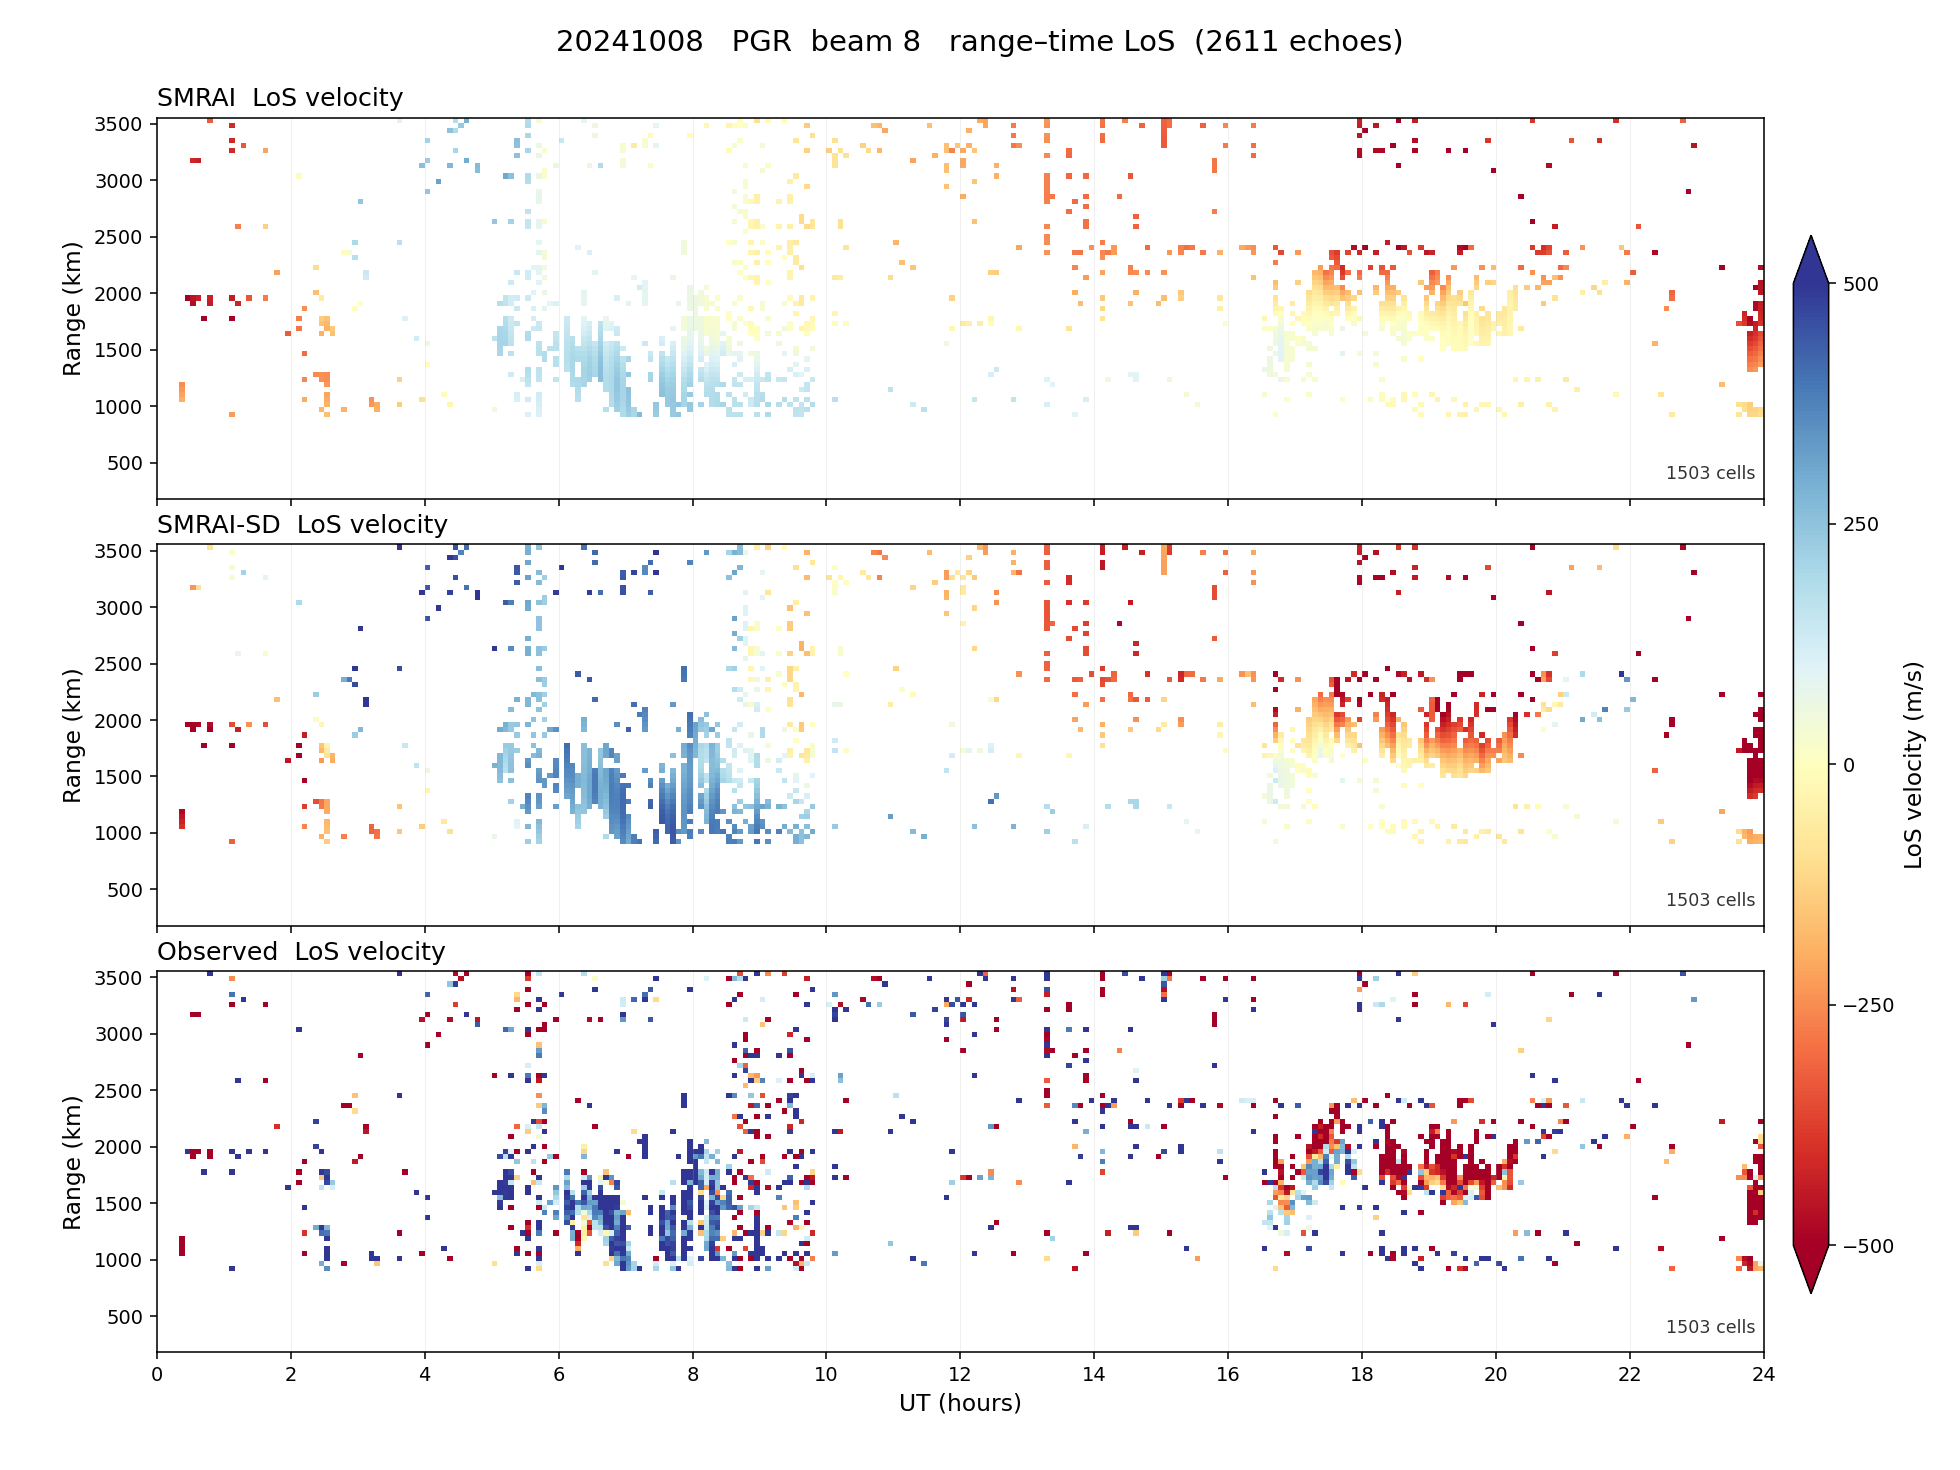 20241008   PGR  beam 8   range–time LoS  (2611 echoes)
SMRAI  LoS velocity
3500
3000
2500
2000
1500
1000
500
Range (km)
1503 cells
SMRAI-SD  LoS velocity
3500
3000
2500
2000
1500
1000
500
Range (km)
1503 cells
Observed  LoS velocity
3500
3000
2500
2000
1500
1000
500
Range (km)
1503 cells
0 2 4 6 8 10 12 14 16 18 20 22 24
UT (hours)
500
250
0
−250
−500
LoS velocity (m/s)